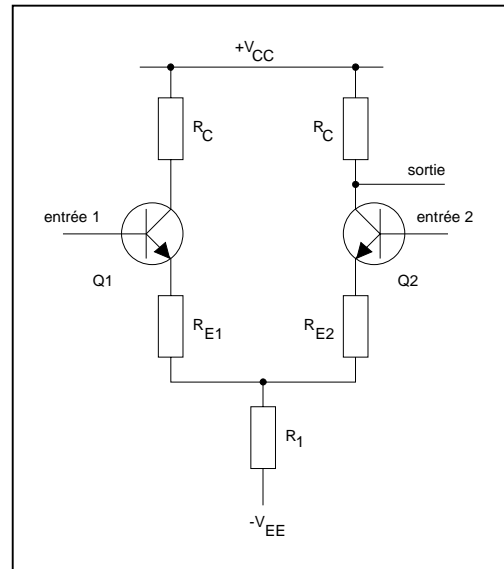 +VCC
RC RC
sortie
entrée 1 entrée 2
Q1 Q2
RE1 RE2
R1
-VEE